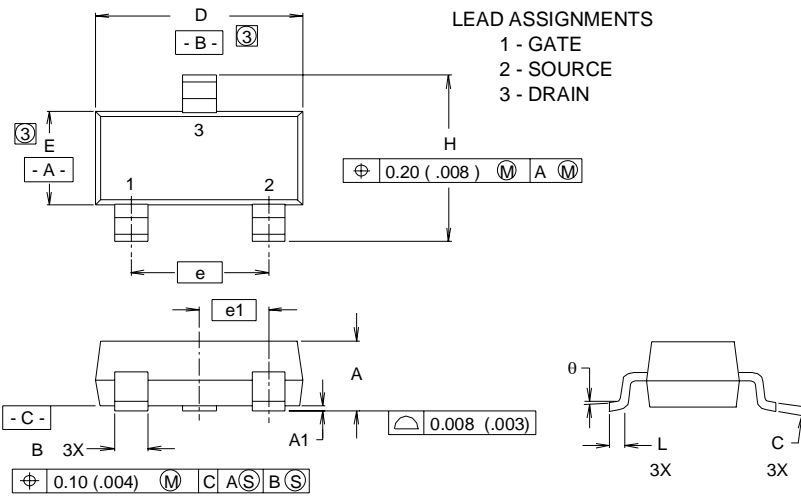 LEAD ASSIGNMENTS
1 - GATE
2 - SOURCE
3 - DRAIN
D
- B - ③
3
③
E
- A -
H
⌖ 0.20 ( .008 ) Ⓜ A Ⓜ
1 2
e
e1
A
θ
- C -
A1
⌓ 0.008 (.003)
B 3X
L
3X
C
3X
⌖ 0.10 (.004) Ⓜ C A Ⓢ B Ⓢ